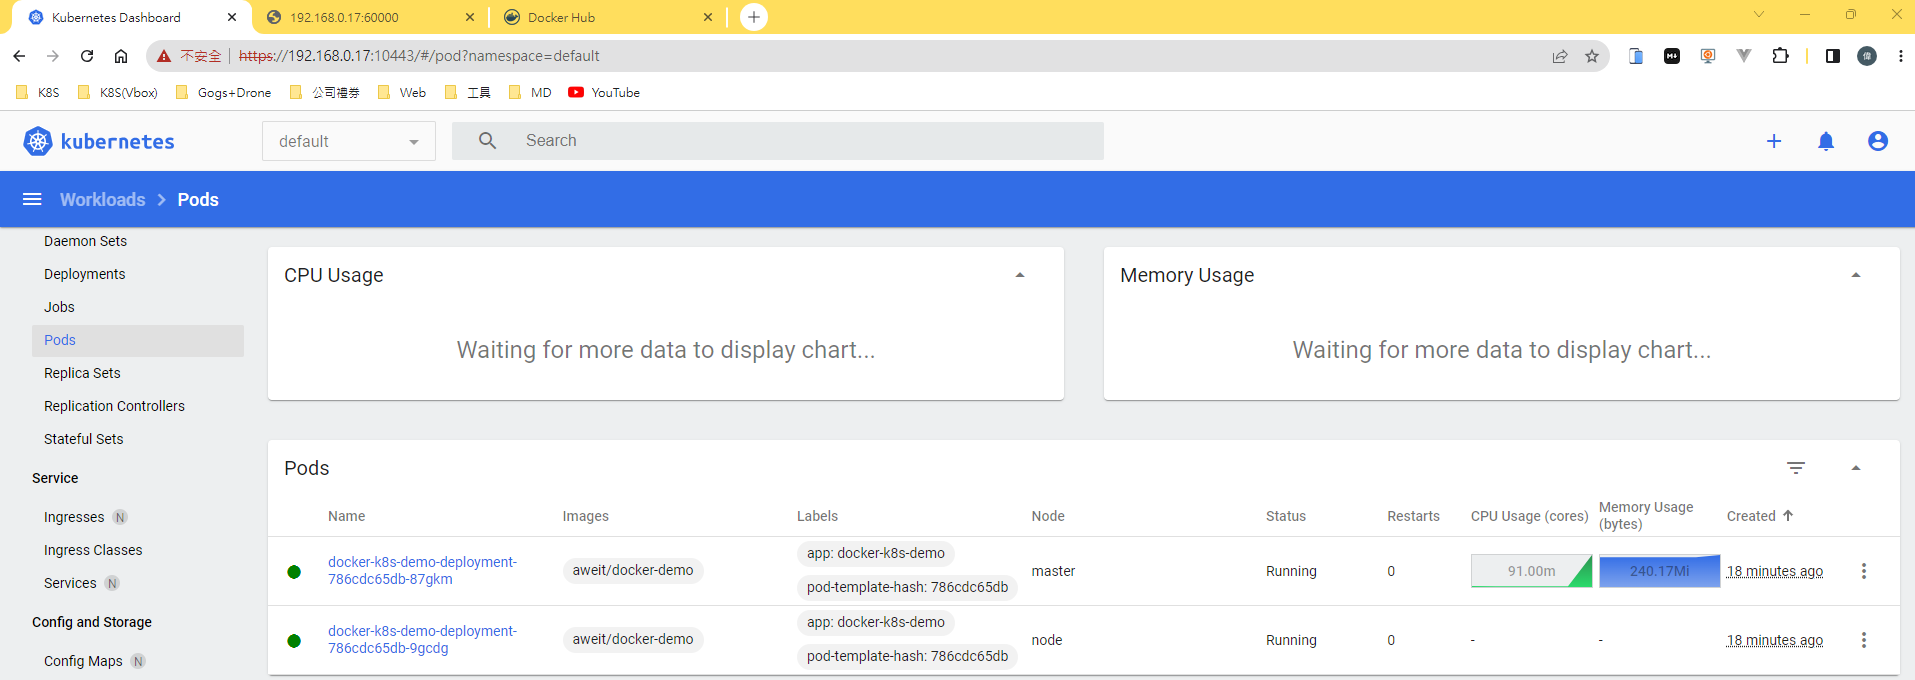 Kubernetes Dashboard
192.168.0.17:60000
Docker Hub
不安全
https://192.168.0.17:10443/#/pod?namespace=default
K8S
K8S(Vbox)
Gogs+Drone
公司禮券
Web
工具
MD
YouTube
kubernetes
default
Search
Workloads
Pods
Daemon Sets
Deployments
Jobs
Pods
Replica Sets
Replication Controllers
Stateful Sets
Service
Ingresses N
Ingress Classes
Services N
Config and Storage
Config Maps N
CPU Usage
Waiting for more data to display chart...
Memory Usage
Waiting for more data to display chart...
Pods
Name
Images
Labels
Node
Status
Restarts
CPU Usage (cores)
Memory Usage
(bytes)
Created
docker-k8s-demo-deployment-
786cdc65db-87gkm
aweit/docker-demo
app: docker-k8s-demo
pod-template-hash: 786cdc65db
master
Running
0
91.00m
240.17Mi
18 minutes ago
docker-k8s-demo-deployment-
786cdc65db-9gcdg
aweit/docker-demo
app: docker-k8s-demo
pod-template-hash: 786cdc65db
node
Running
0
-
-
18 minutes ago